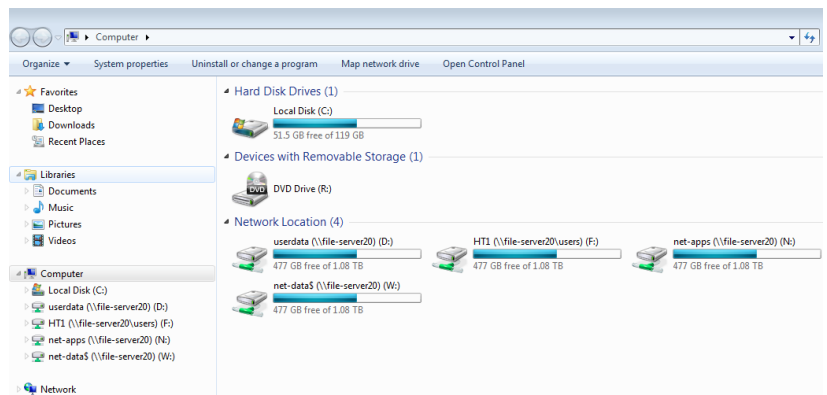 Computer
Organize System properties Uninstall or change a program Map network drive Open Control Panel
Favorites
Desktop
Downloads
Recent Places
Libraries
Documents
Music
Pictures
Videos
Computer
Local Disk (C:)
userdata (\\file-server20) (D:)
HT1 (\\file-server20\users) (F:)
net-apps (\\file-server20) (N:)
net-data$ (\\file-server20) (W:)
Network
Hard Disk Drives (1)
Local Disk (C:)
51.5 GB free of 119 GB
Devices with Removable Storage (1)
DVD
DVD Drive (R:)
Network Location (4)
userdata (\\file-server20) (D:)
477 GB free of 1.08 TB
HT1 (\\file-server20\users) (F:)
477 GB free of 1.08 TB
net-apps (\\file-server20) (N:)
477 GB free of 1.08 TB
net-data$ (\\file-server20) (W:)
477 GB free of 1.08 TB